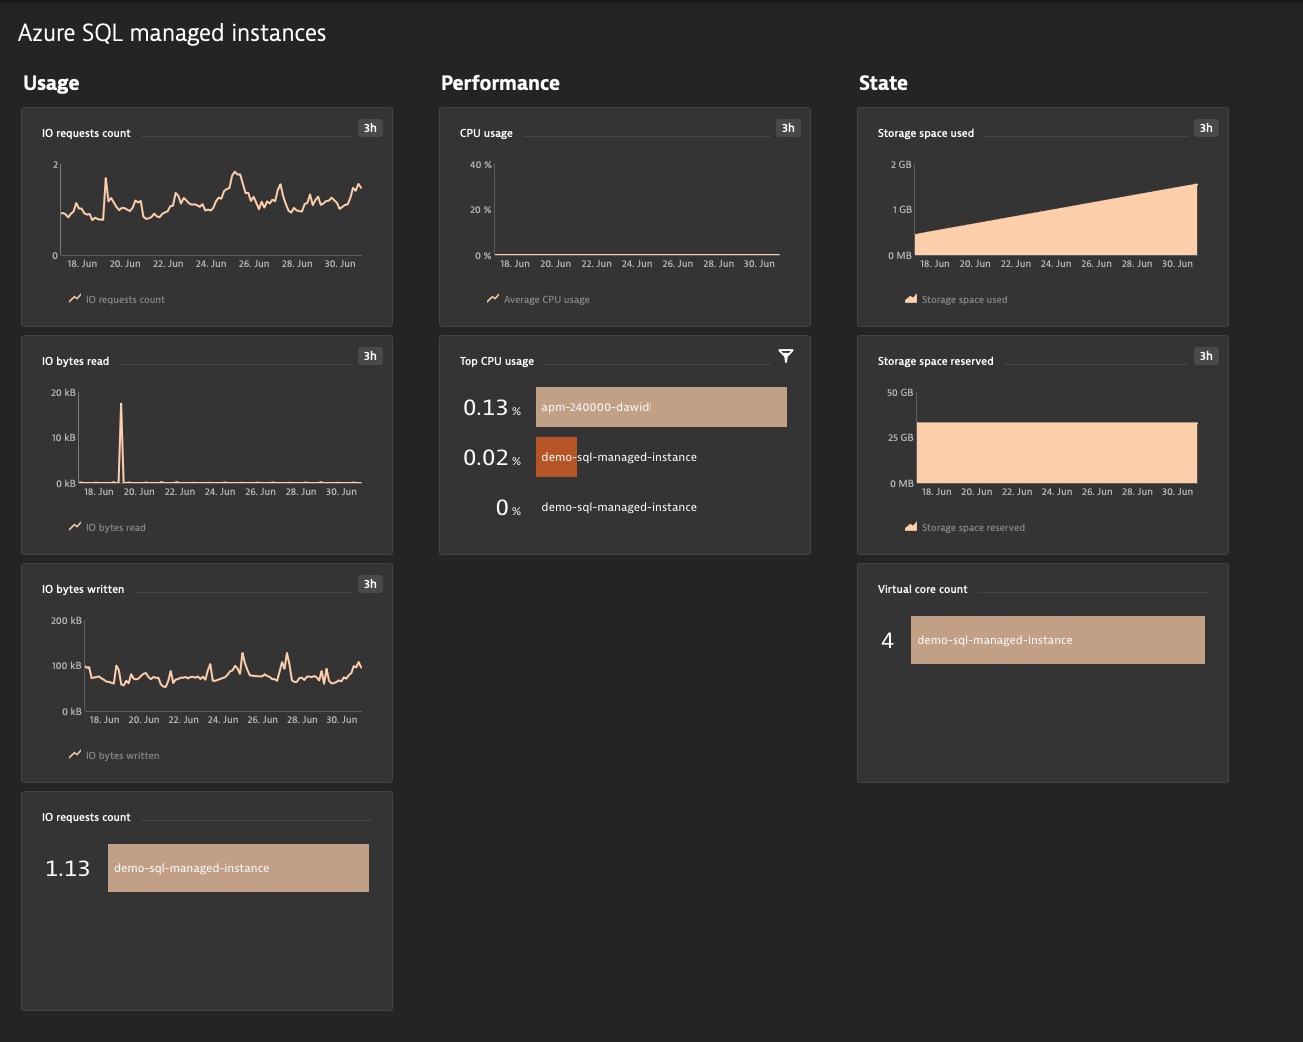 Azure SQL managed instances
Usage
IO requests count
3h
2
0
18. Jun 20. Jun 22. Jun 24. Jun 26. Jun 28. Jun 30. Jun
IO requests count
IO bytes read
3h
20 kB
10 kB
0 kB
18. Jun 20. Jun 22. Jun 24. Jun 26. Jun 28. Jun 30. Jun
IO bytes read
IO bytes written
3h
200 kB
100 kB
0 kB
18. Jun 20. Jun 22. Jun 24. Jun 26. Jun 28. Jun 30. Jun
IO bytes written
IO requests count
1.13 demo-sql-managed-instance
Performance
CPU usage
3h
40 %
20 %
0 %
18. Jun 20. Jun 22. Jun 24. Jun 26. Jun 28. Jun 30. Jun
Average CPU usage
Top CPU usage
0.13 % apm-240000-dawid
0.02 % demo-sql-managed-instance
0 % demo-sql-managed-instance
State
Storage space used
3h
2 GB
1 GB
0 MB
18. Jun 20. Jun 22. Jun 24. Jun 26. Jun 28. Jun 30. Jun
Storage space used
Storage space reserved
3h
50 GB
25 GB
0 MB
18. Jun 20. Jun 22. Jun 24. Jun 26. Jun 28. Jun 30. Jun
Storage space reserved
Virtual core count
4 demo-sql-managed-instance